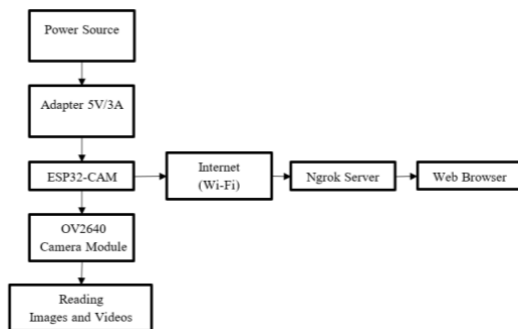 Power Source
Adapter 5V/3A
ESP32-CAM
Internet
(Wi-Fi)
Ngrok Server
Web Browser
OV2640
Camera Module
Reading
Images and Videos